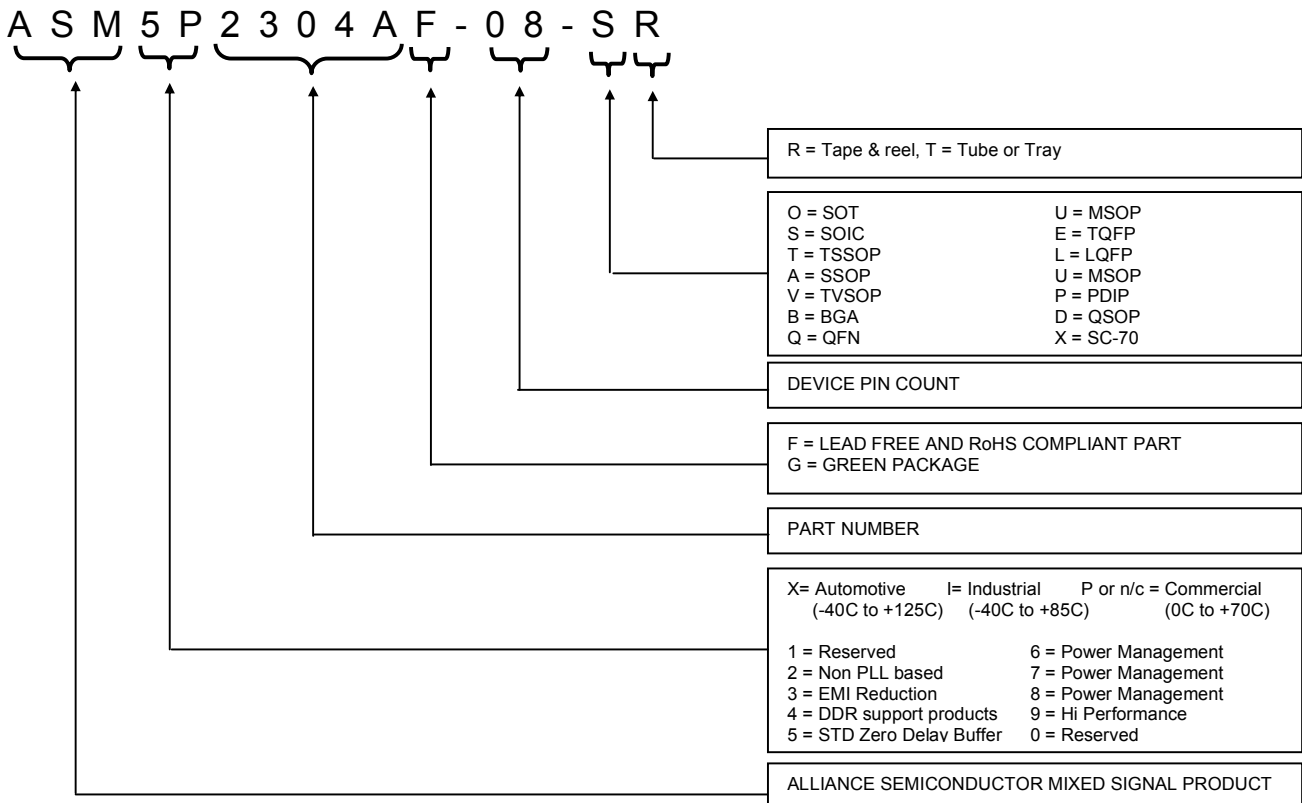 A S M 5 P 2 3 0 4 A F - 0 8 - S R
R = Tape & reel, T = Tube or Tray
O = SOT U = MSOP
S = SOIC E = TQFP
T = TSSOP L = LQFP
A = SSOP U = MSOP
V = TVSOP P = PDIP
B = BGA D = QSOP
Q = QFN X = SC-70
DEVICE PIN COUNT
F = LEAD FREE AND RoHS COMPLIANT PART
G = GREEN PACKAGE
PART NUMBER
X= Automotive I= Industrial P or n/c = Commercial
(-40C to +125C) (-40C to +85C) (0C to +70C)
1 = Reserved 6 = Power Management
2 = Non PLL based 7 = Power Management
3 = EMI Reduction 8 = Power Management
4 = DDR support products 9 = Hi Performance
5 = STD Zero Delay Buffer 0 = Reserved
ALLIANCE SEMICONDUCTOR MIXED SIGNAL PRODUCT